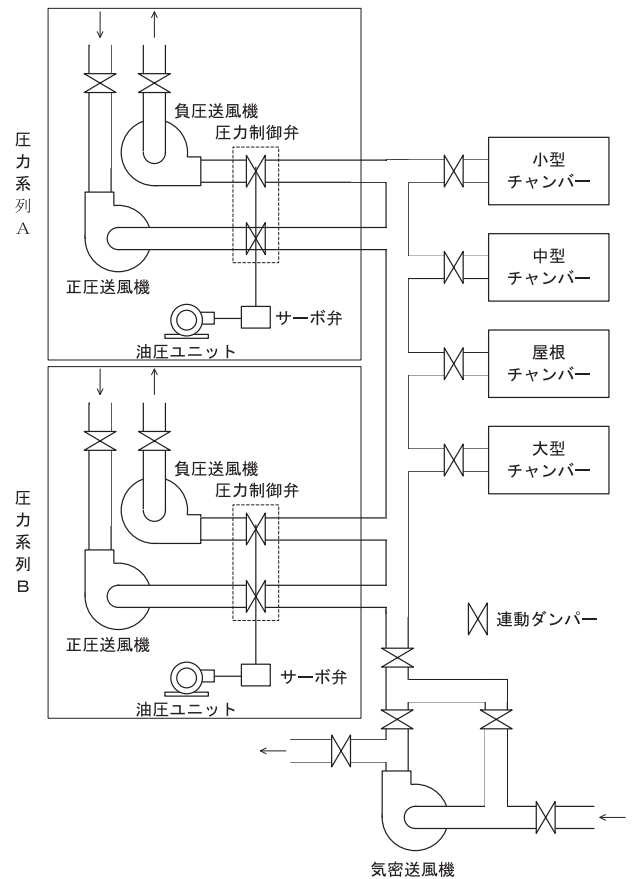 圧力系列A
負圧送風機
圧力制御弁
正圧送風機
サーボ弁
油圧ユニット
圧力系列B
負圧送風機
圧力制御弁
正圧送風機
サーボ弁
油圧ユニット
小型
チャンバー
中型
チャンバー
屋根
チャンバー
大型
チャンバー
連動ダンパー
気密送風機